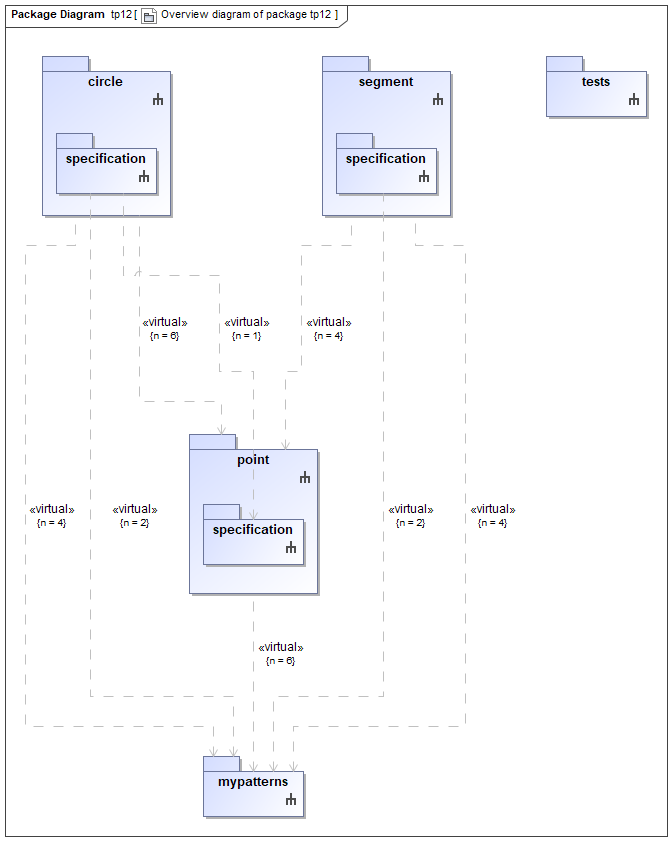 Package Diagram tp12 [ Overview diagram of package tp12 ]
circle
segment
tests
specification
specification
«virtual»
{n = 6}
«virtual»
{n = 1}
«virtual»
{n = 4}
point
«virtual»
{n = 4}
«virtual»
{n = 2}
specification
«virtual»
{n = 2}
«virtual»
{n = 4}
«virtual»
{n = 6}
mypatterns